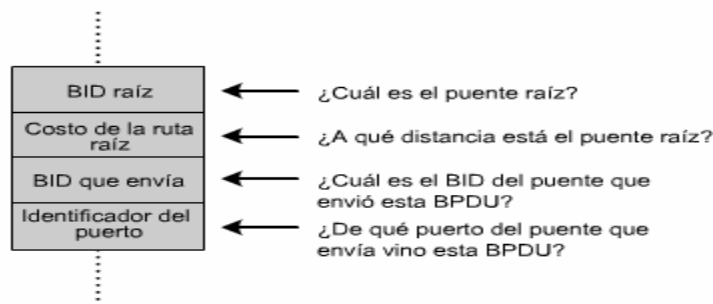 BID raíz
¿Cuál es el puente raíz?
Costo de la ruta
raíz
¿A qué distancia está el puente raíz?
BID que envía
¿Cuál es el BID del puente que
envió esta BPDU?
Identificador del
puerto
¿De qué puerto del puente que
envía vino esta BPDU?